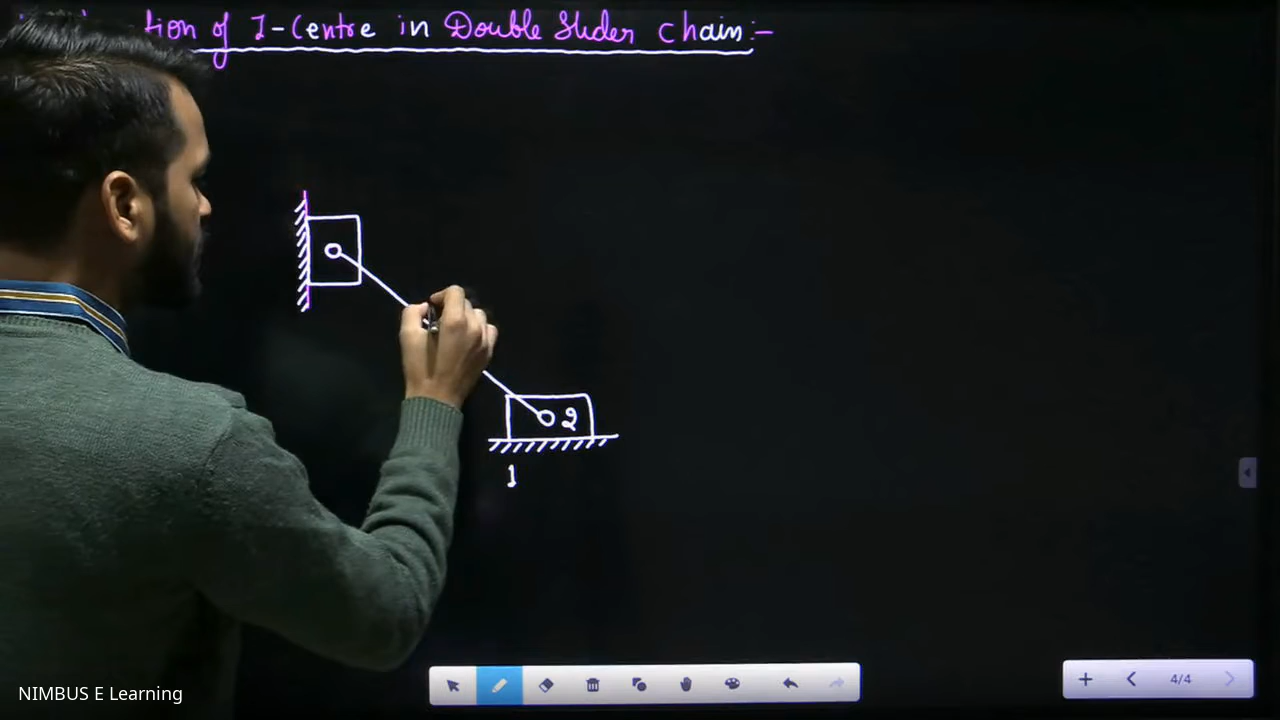 tion of I-Centre in Double Slider chain:-
2
1
4/4
NIMBUS E Learning